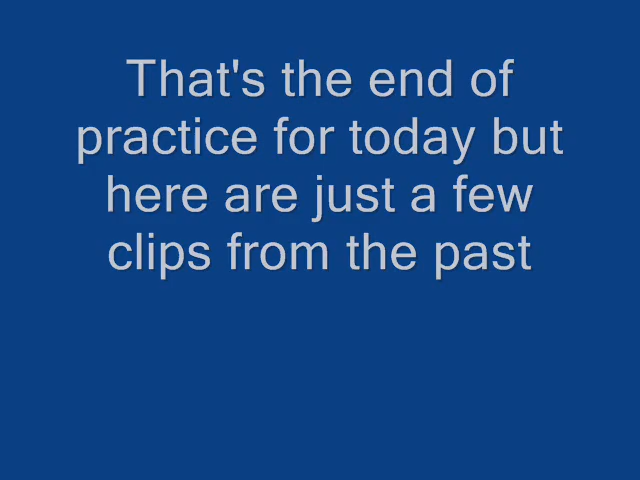 That's the end of
practice for today but
here are just a few
clips from the past